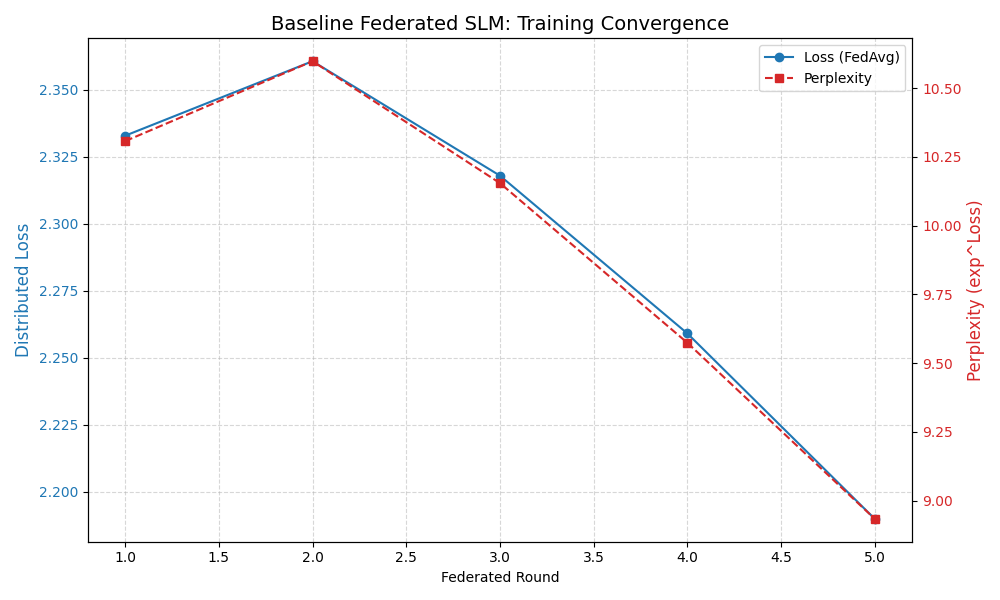 Baseline Federated SLM: Training Convergence
Loss (FedAvg)
Perplexity
Distributed Loss
2.350
2.325
2.300
2.275
2.250
2.225
2.200
10.50
10.25
10.00
9.75
9.50
9.25
9.00
Perplexity (exp^Loss)
1.0 1.5 2.0 2.5 3.0 3.5 4.0 4.5 5.0
Federated Round